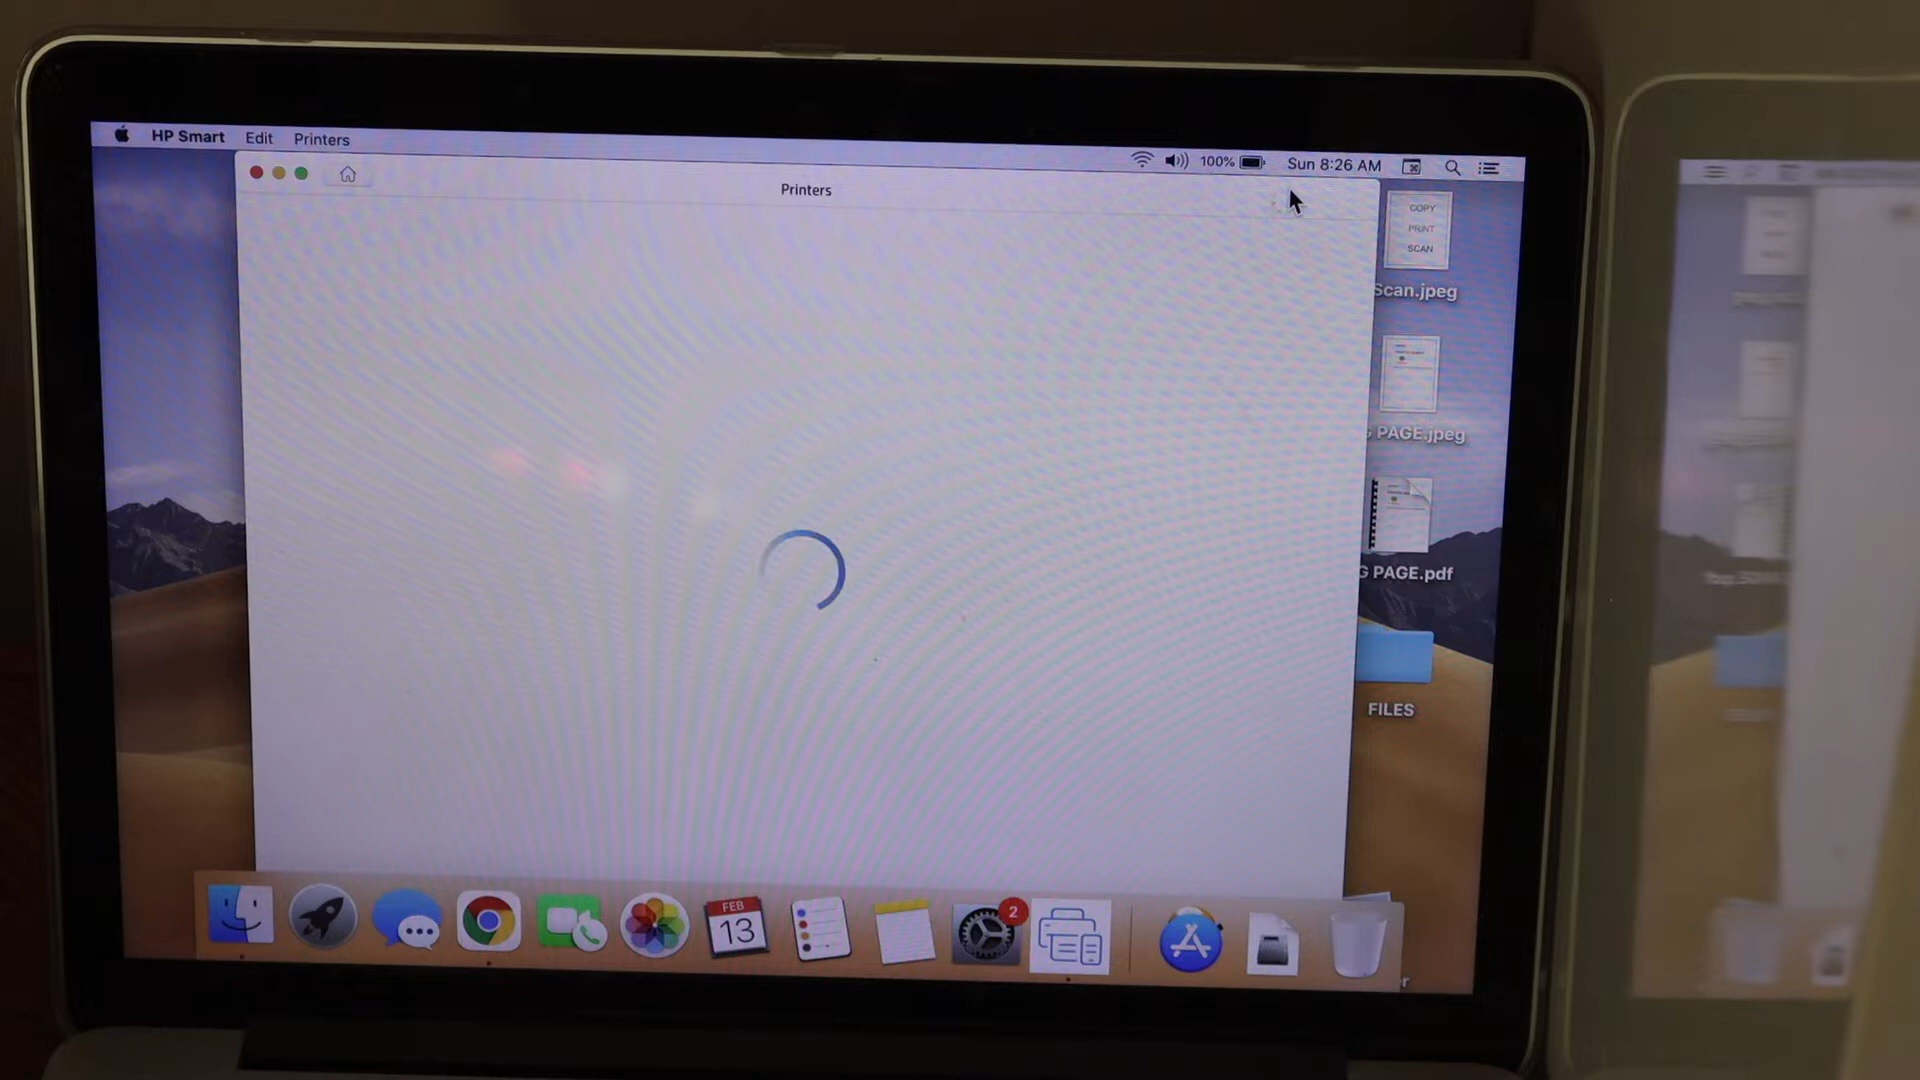 HP Smart Edit Printers
100% Sun 8:26 AM
Printers
COPY
PRINT
SCAN
Scan.jpeg
PAGE.jpeg
G PAGE.pdf
FILES
FEB
13
2